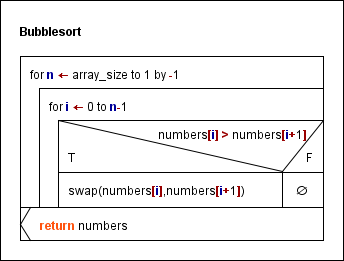 Bubblesort
for n ← array_size to 1 by -1
for i ← 0 to n-1
numbers[i] > numbers[i+1]
T F
swap(numbers[i],numbers[i+1]) ∅
return numbers